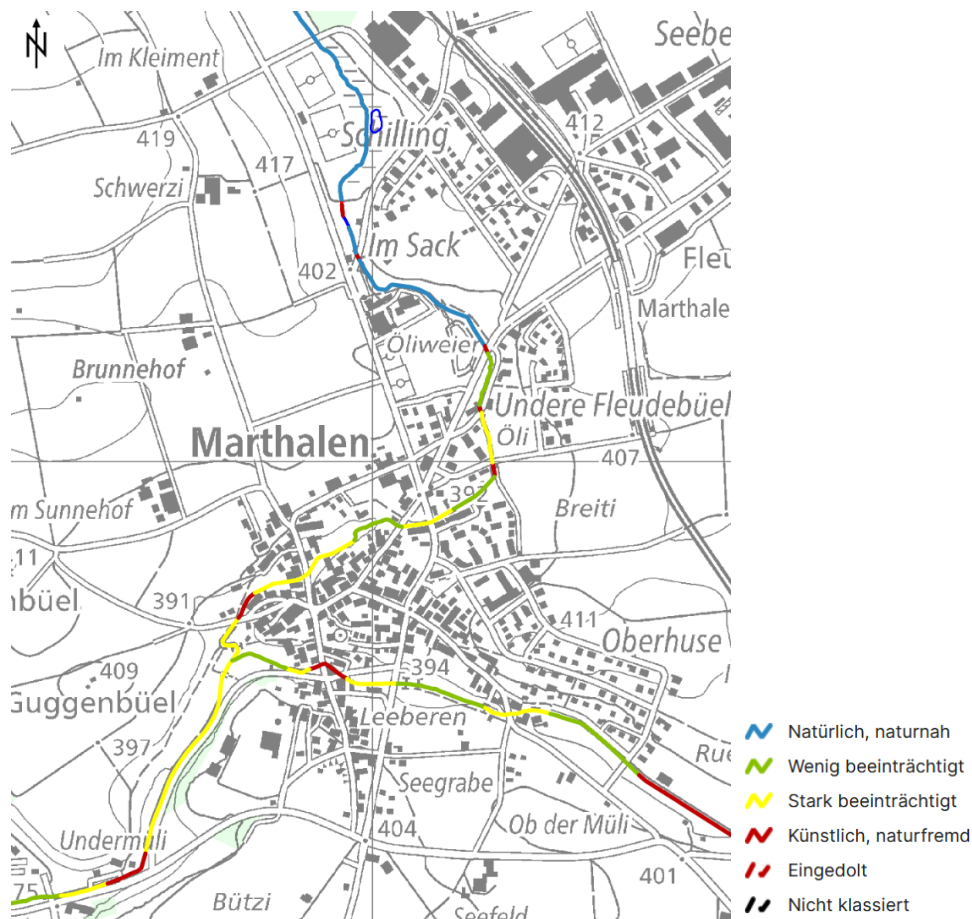 N
Im Kleiment
Seebe
419
Schilling
412
417
Schwerzi
Im Sack
402
Fleu
Marthale
Öliweier
Brunnehof
Undere Fleudebüel
Öli
Marthalen
407
392
m Sunnehof
Breiti
11
nbüel
391
411
Oberhuse
409
394
Guggenbüel
Leeberen
397
Rue
Seegrabe
Ob der Müli
Undermüli
404
401
75
Bützi
Seefeld
Natürlich, naturnah
Wenig beeinträchtigt
Stark beeinträchtigt
Künstlich, naturfremd
Eingedolt
Nicht klassiert